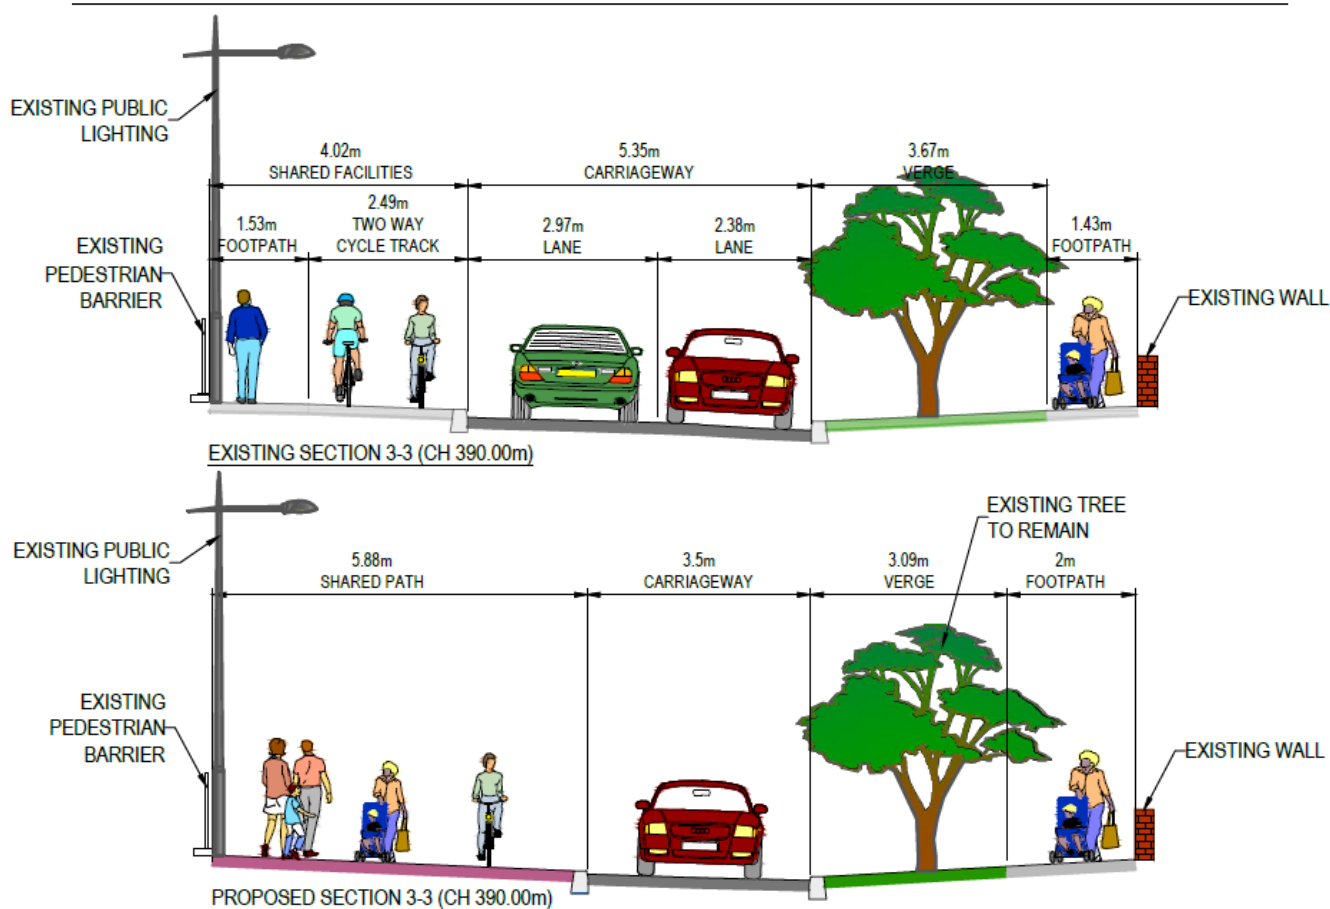 EXISTING PUBLIC
LIGHTING
4.02m
SHARED FACILITIES
5.35m
CARRIAGEWAY
3.67m
VERGE
1.53m
FOOTPATH
2.49m
TWO WAY
CYCLE TRACK
2.97m
LANE
2.38m
LANE
1.43m
FOOTPATH
EXISTING
PEDESTRIAN
BARRIER
EXISTING WALL
EXISTING SECTION 3-3 (CH 390.00m)
EXISTING PUBLIC
LIGHTING
5.88m
SHARED PATH
3.5m
CARRIAGEWAY
3.09m
VERGE
2m
FOOTPATH
EXISTING TREE
TO REMAIN
EXISTING
PEDESTRIAN
BARRIER
EXISTING WALL
PROPOSED SECTION 3-3 (CH 390.00m)